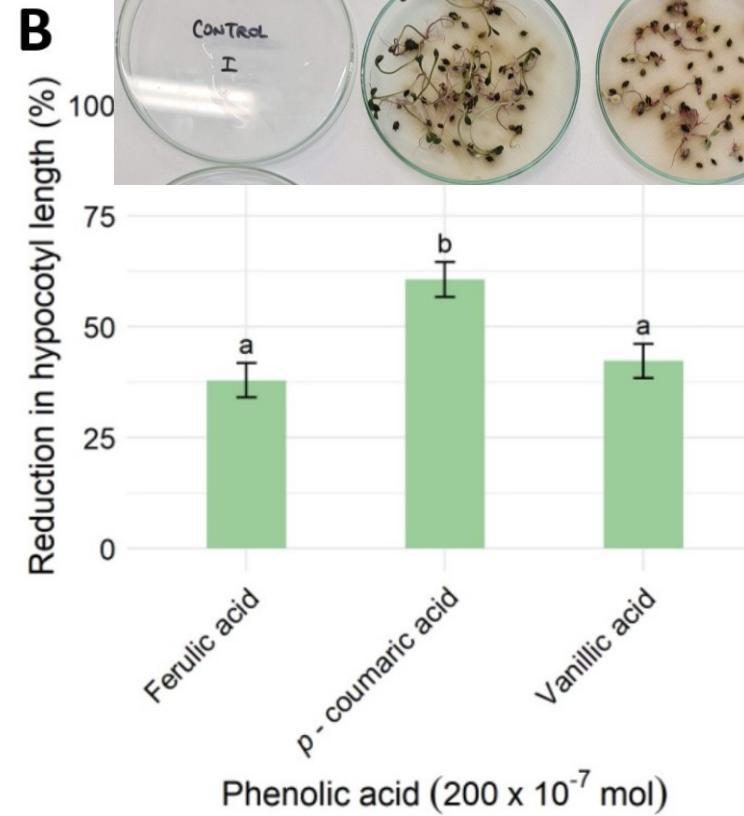 B
CONTROL
I
Reduction in hypocotyl length (%)
100
75
50
25
0
a
b
a
Ferulic acid
p - coumaric acid
Vanillic acid
Phenolic acid (200 x 10⁻⁷ mol)